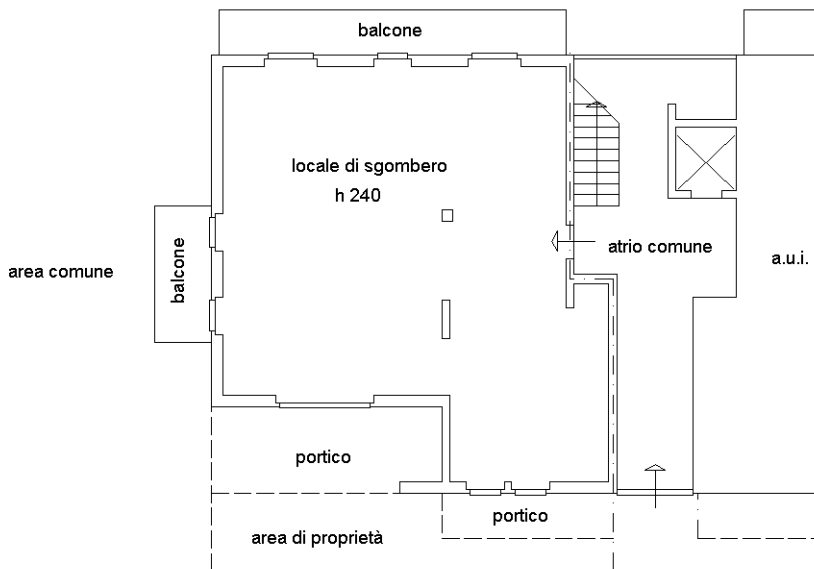 balcone
locale di sgombero
h 240
atrio comune
a.u.i.
area comune
balcone
portico
portico
area di proprietà